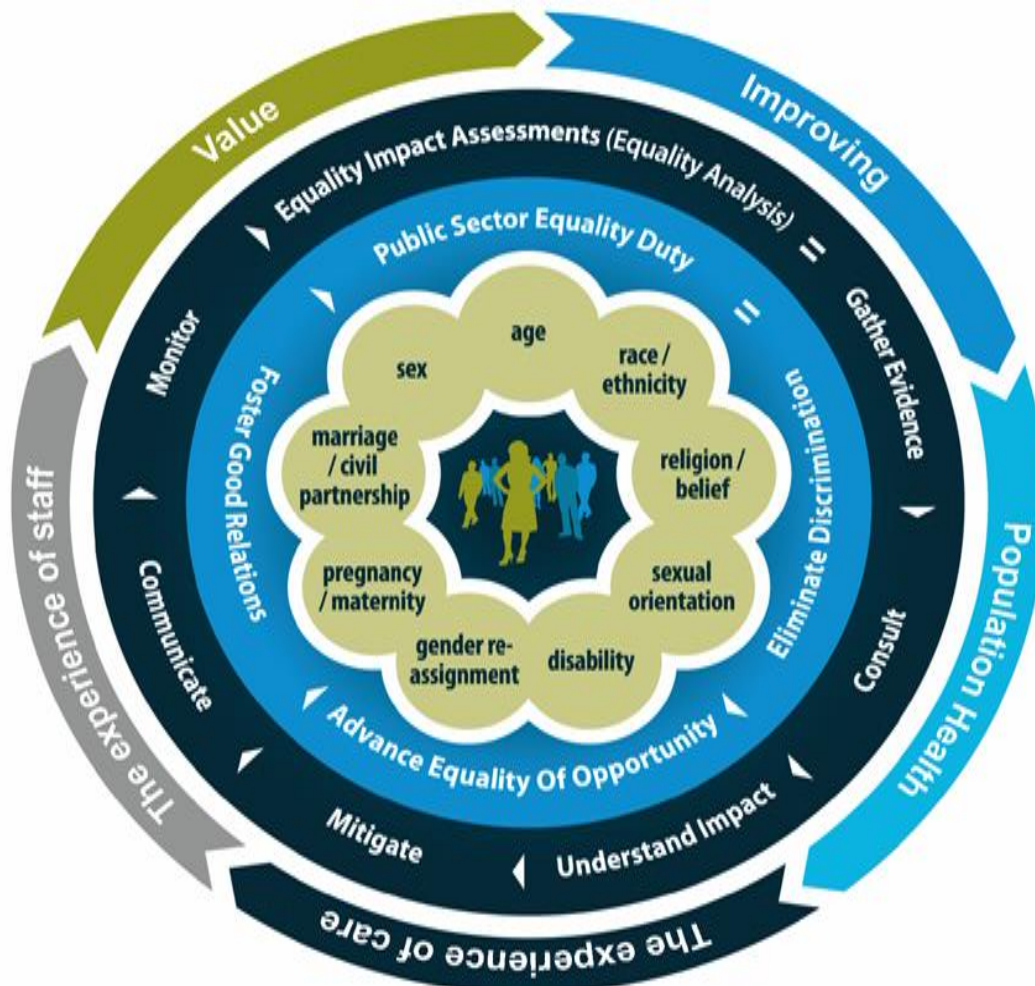 Value
Improving
Population Health
The experience of care
The experience of staff
Equality Impact Assessments (Equality Analysis)
=
Gather Evidence
Consult
Understand Impact
Mitigate
Communicate
Monitor
Public Sector Equality Duty
=
Eliminate Discrimination
Advance Equality Of Opportunity
Foster Good Relations
age
race /
ethnicity
religion /
belief
sexual
orientation
disability
gender re-
assignment
pregnancy
/ maternity
marriage
/ civil
partnership
sex